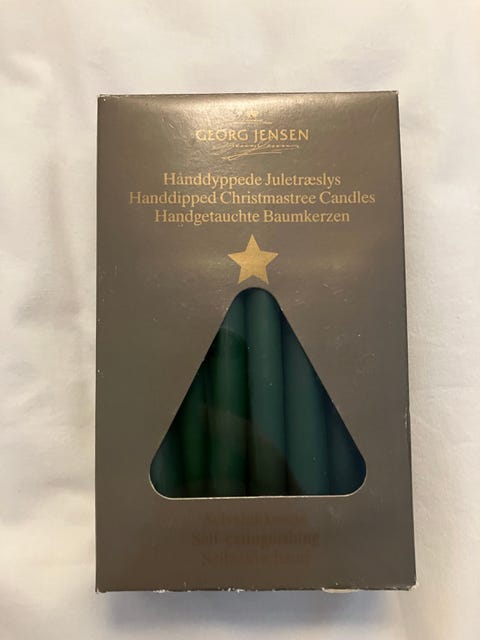 GEORG JENSEN
Hånddyppede Juletræslys
Handdipped Christmastree Candles
Handgetauchte Baumkerzen
Self-extinguishing